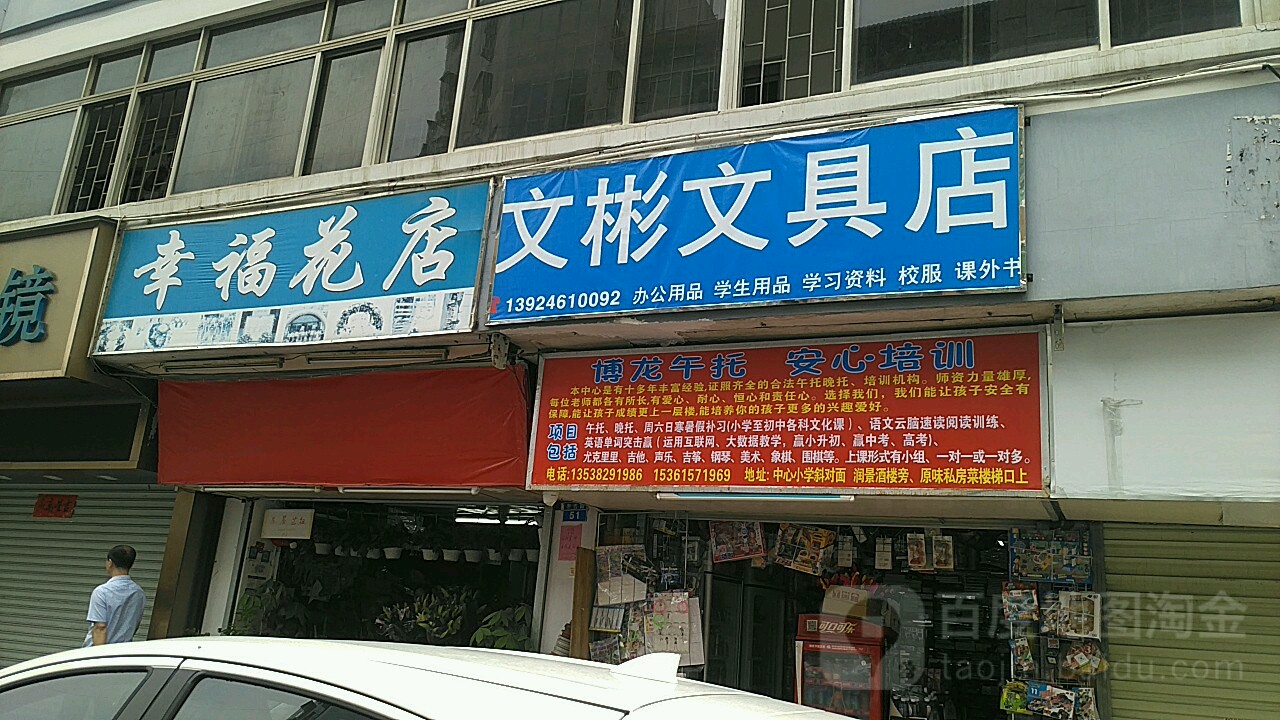 镜
幸福花店
文彬文具店
13924610092 办公用品 学生用品 学习资料 校服 课外书
博龙午托 安心培训
本中心是有十多年丰富经验,证照齐全的合法午托晚托、培训机构。师资力量雄厚,
每位老师都各有所长,有爱心、耐心、恒心和责任心。选择我们，我们能让孩子安全有
保障,能让孩子成绩更上一层楼,能培养你的孩子更多的兴趣爱好。
项目包括
午托、晚托、周六日寒暑假补习(小学至初中各科文化课）、语文云脑速读阅读训练、
英语单词突击赢（运用互联网、大数据教学，赢小升初、赢中考、高考)、
尤克里里、吉他、声乐、古筝、钢琴、美术、象棋、围棋等。上课形式有小组、一对一或一对多。
电话:13538291986 15361571969 地址: 中心小学斜对面 润景酒楼旁、原味私房菜楼梯口上
51
可口可乐
百度地图淘金
taojin.baidu.com